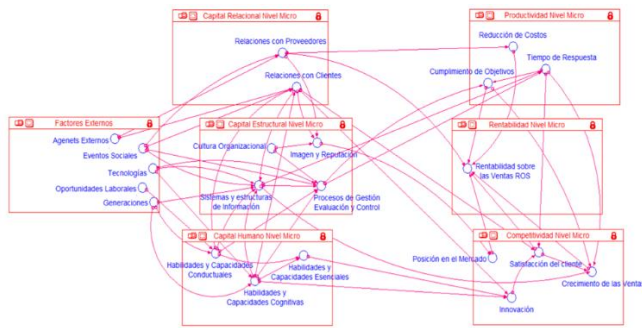 Capital Relacional Nivel Micro
Relaciones con Proveedores
Relaciones con Clientes
Productividad Nivel Micro
Reducción de Costos
Tiempo de Respuesta
Cumplimiento de Objetivos
Factores Externos
Agenets Externos
Eventos Sociales
Tecnologías
Oportunidades Laborales
Generaciones
Capital Estructural Nivel Micro
Cultura Organizacional
Imagen y Reputación
Sistemas y estructuras
de Información
Procesos de Gestión
Evaluación y Control
Rentabilidad Nivel Micro
Rentabilidad sobre
las Ventas ROS
Capital Humano Nivel Micro
Habilidades y Capacidades
Conductuales
Habilidades y
Capacidades Esenciales
Habilidades y
Capacidades Cognitivas
Competitividad Nivel Micro
Posición en el Mercado
Satisfacción del cliente
Crecimiento de las Venta
Innovación